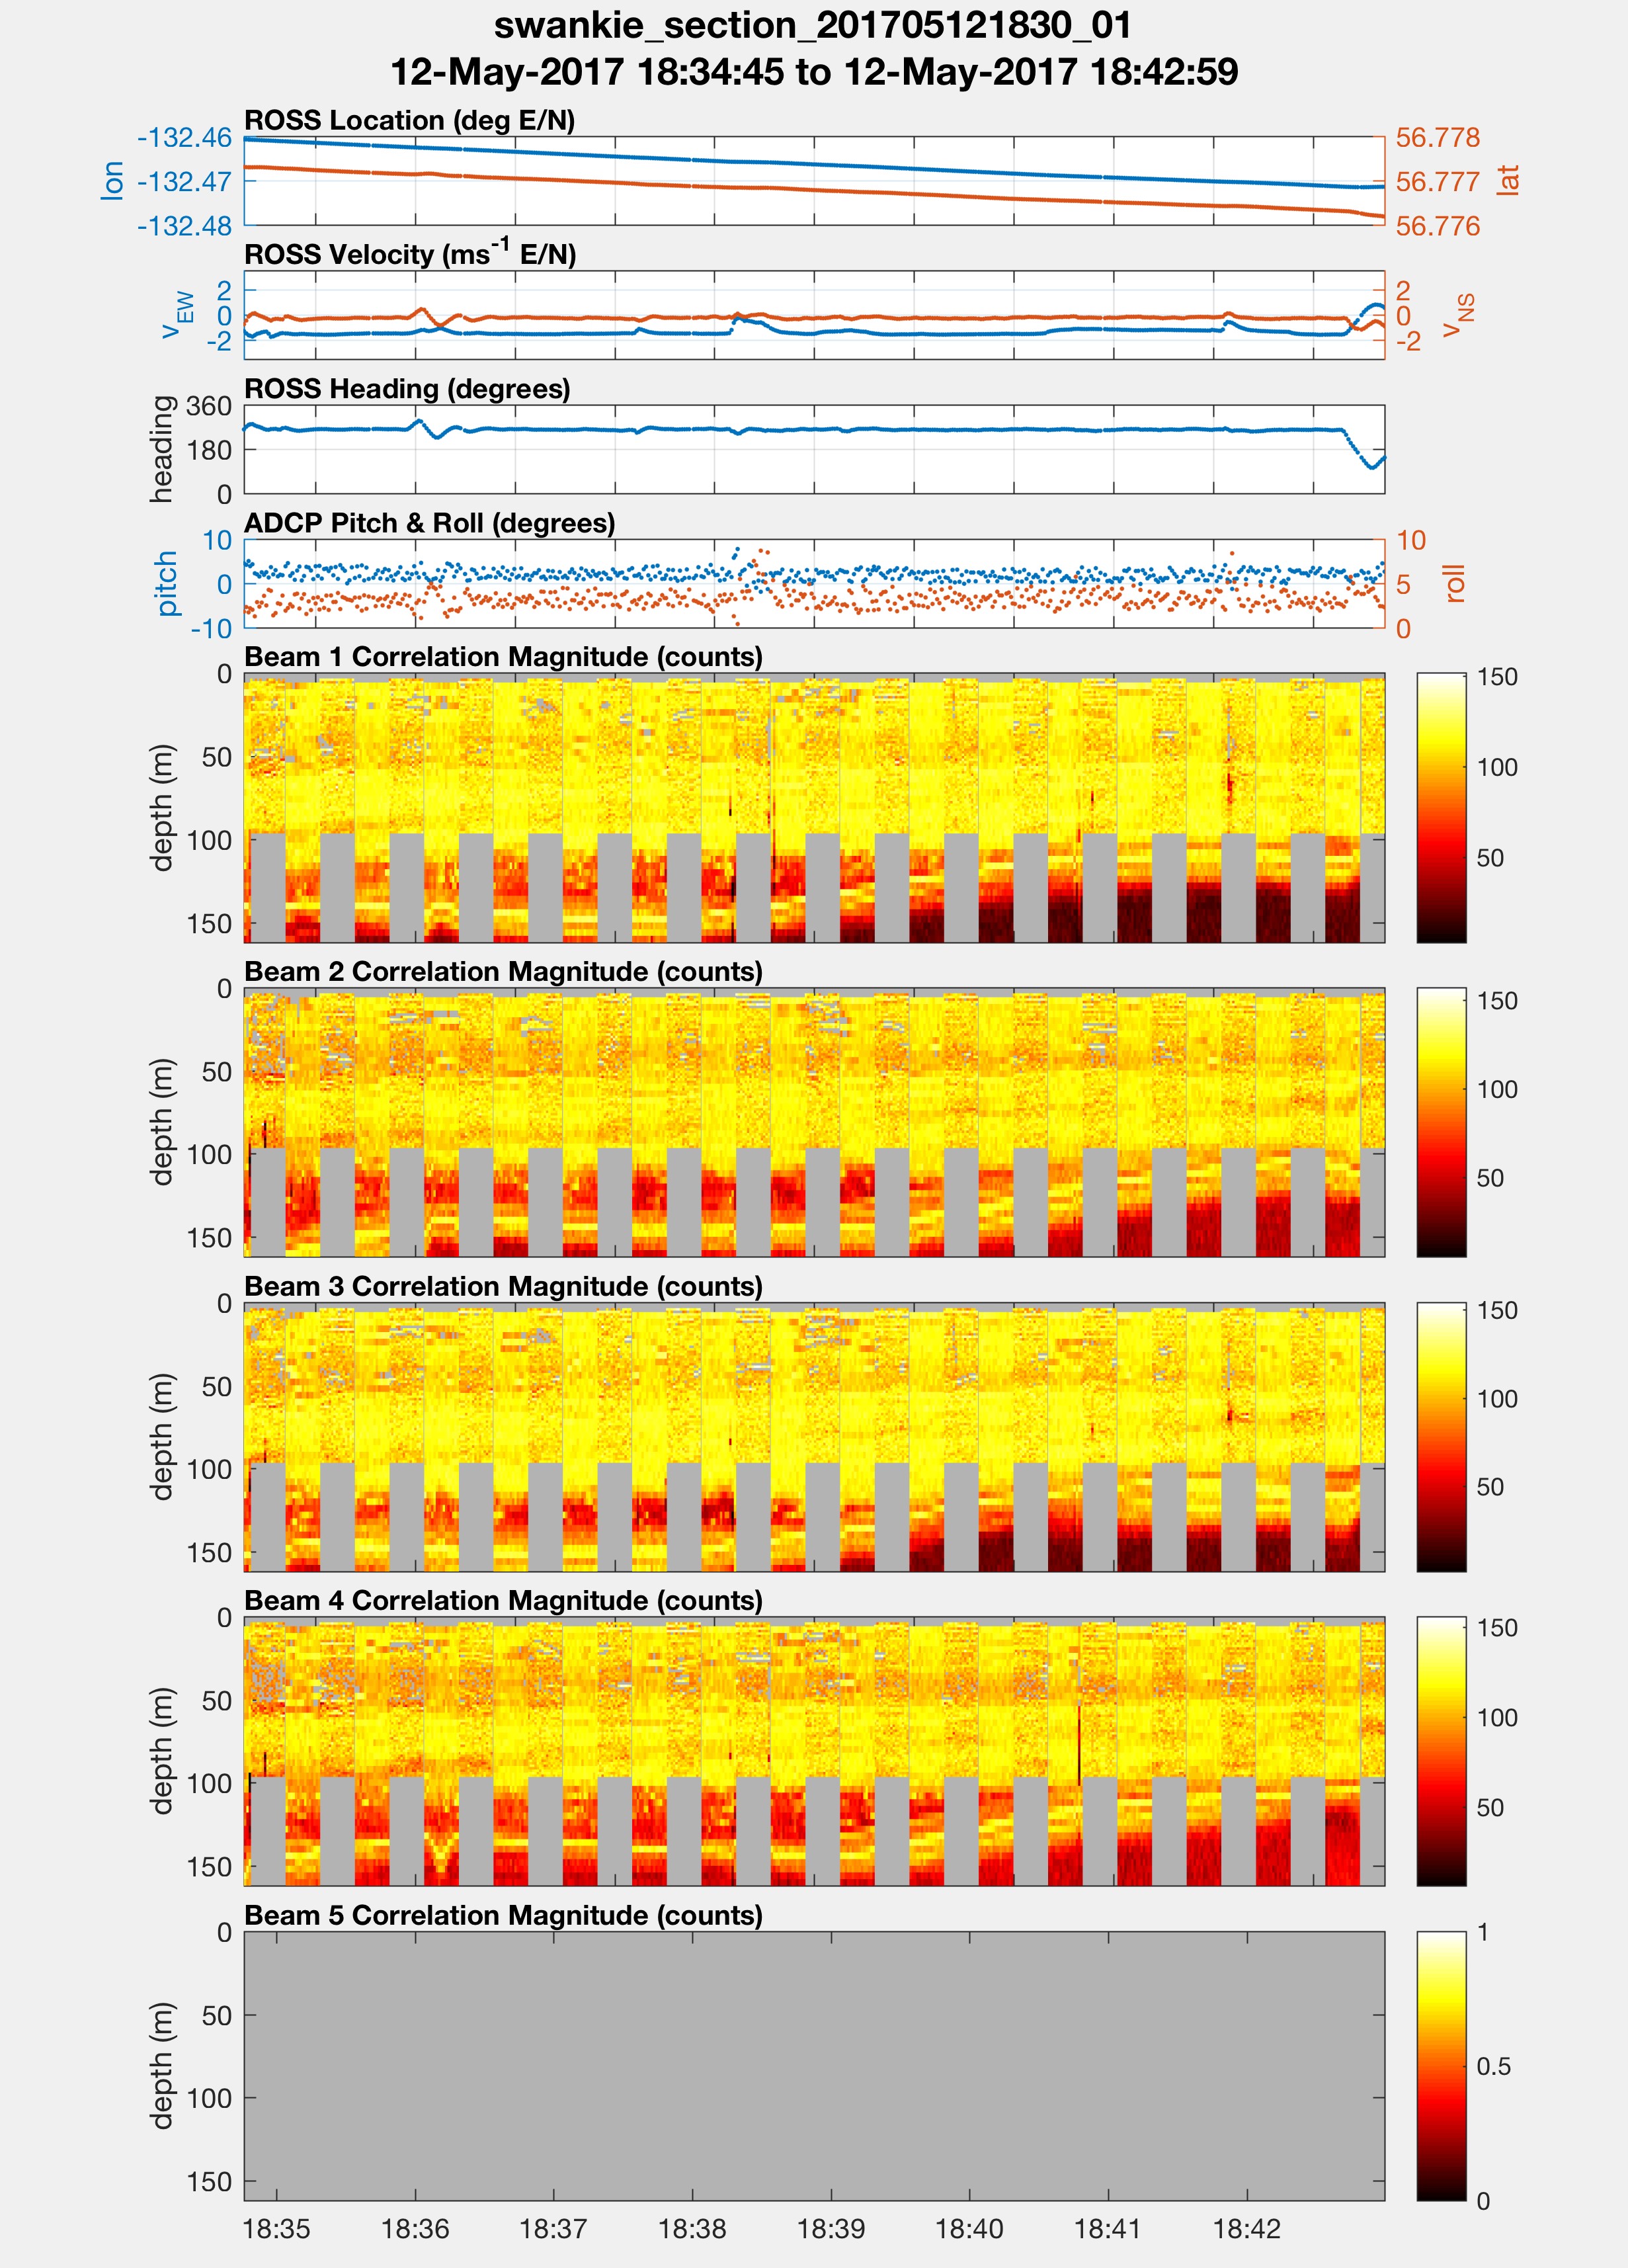 swankie_section_201705121830_01
12-May-2017 18:34:45 to 12-May-2017 18:42:59
ROSS Location (deg E/N)
-132.46
-132.47
-132.48
lon
56.778
56.777
56.776
lat
ROSS Velocity (ms-1 E/N)
2
0
-2
vEW
2
0
-2
vNS
ROSS Heading (degrees)
360
180
0
heading
ADCP Pitch & Roll (degrees)
10
0
-10
pitch
10
5
0
roll
Beam 1 Correlation Magnitude (counts)
0
50
100
150
depth (m)
150
100
50
Beam 2 Correlation Magnitude (counts)
0
50
100
150
depth (m)
150
100
50
Beam 3 Correlation Magnitude (counts)
0
50
100
150
depth (m)
150
100
50
Beam 4 Correlation Magnitude (counts)
0
50
100
150
depth (m)
150
100
50
Beam 5 Correlation Magnitude (counts)
0
50
100
150
depth (m)
1
0.5
0
18:35 18:36 18:37 18:38 18:39 18:40 18:41 18:42